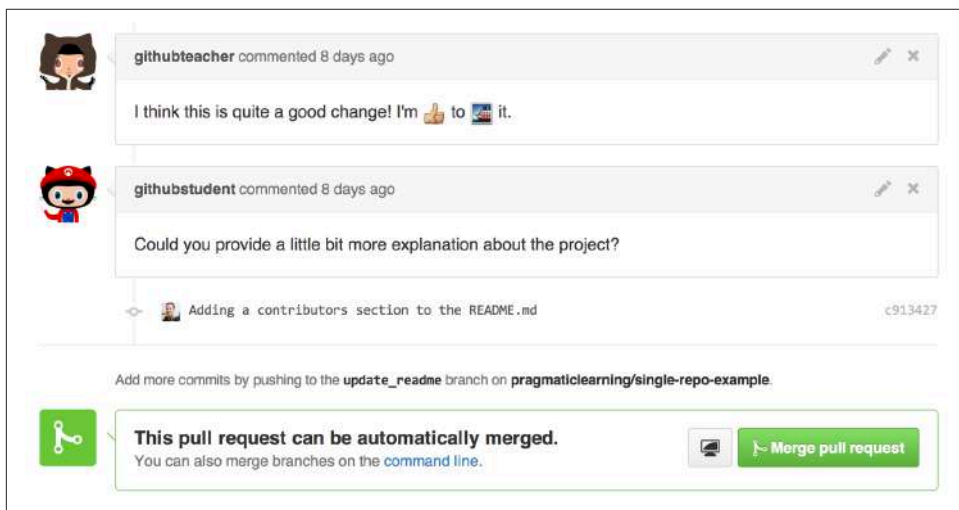 githubteacher commented 8 days ago
I think this is quite a good change! I'm 👍 to 🚢 it.
githubstudent commented 8 days ago
Could you provide a little bit more explanation about the project?
Adding a contributors section to the README.md c913427
Add more commits by pushing to the update_readme branch on pragmaticlearning/single-repo-example.
This pull request can be automatically merged. Merge pull request
You can also merge branches on the command line.